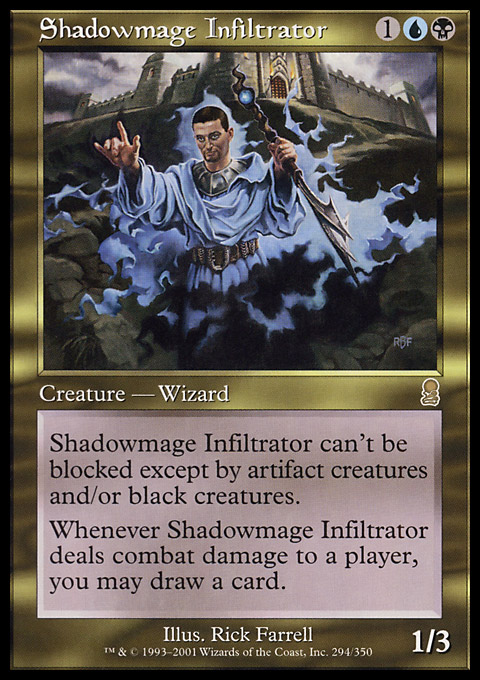 Shadowmage Infiltrator 1
RBF
Creature — Wizard
Shadowmage Infiltrator can't be
blocked except by artifact creatures
and/or black creatures.
Whenever Shadowmage Infiltrator
deals combat damage to a player,
you may draw a card.
Illus. Rick Farrell
™ & © 1993–2001 Wizards of the Coast, Inc. 294/350
1/3